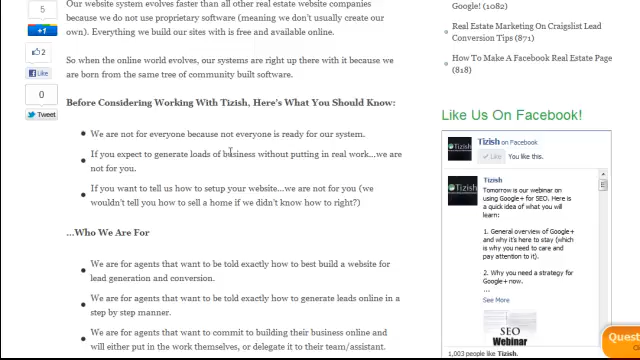 Our website system evolves faster than all other real estate website companies
because we do not use proprietary software (meaning we don't usually create our
own). Everything we build our sites with is free and available online.
So when the online world evolves, our systems are right up there with it because we
are born from the same tree of community built software.
Before Considering Working With Tizish, Here's What You Should Know:
We are not for everyone because not everyone is ready for our system.
If you expect to generate loads of business without putting in real work...we are
not for you.
If you want to tell us how to setup your website...we are not for you (we
wouldn't tell you how to sell a home if we didn't know how to right?)
...Who We Are For
We are for agents that want to be told exactly how to best build a website for
lead generation and conversion.
We are for agents that want to be told exactly how to generate leads online in a
step by step manner.
We are for agents that want to commit to building their business online and
will either put in the work themselves, or delegate it to their team/assistant.
5
+1
2
Like
0
Tweet
Google! (1082)
Real Estate Marketing On Craigslist Lead
Conversion Tips (871)
How To Make A Facebook Real Estate Page
(818)
Like Us On Facebook!
Tizish on Facebook
Like You like this.
Tizish
Tizish
Tomorrow is our webinar
on using Google+ for
SEO. Here is a quick
idea of what you will
learn:
1. General overview of Google+
and why it's here to stay (which
is why you need to care and
pay attention to it).
2. Why you need a strategy for
Google+ now.
...
See More
SEO
Webinar
1,003 people like Tizish.
Quest